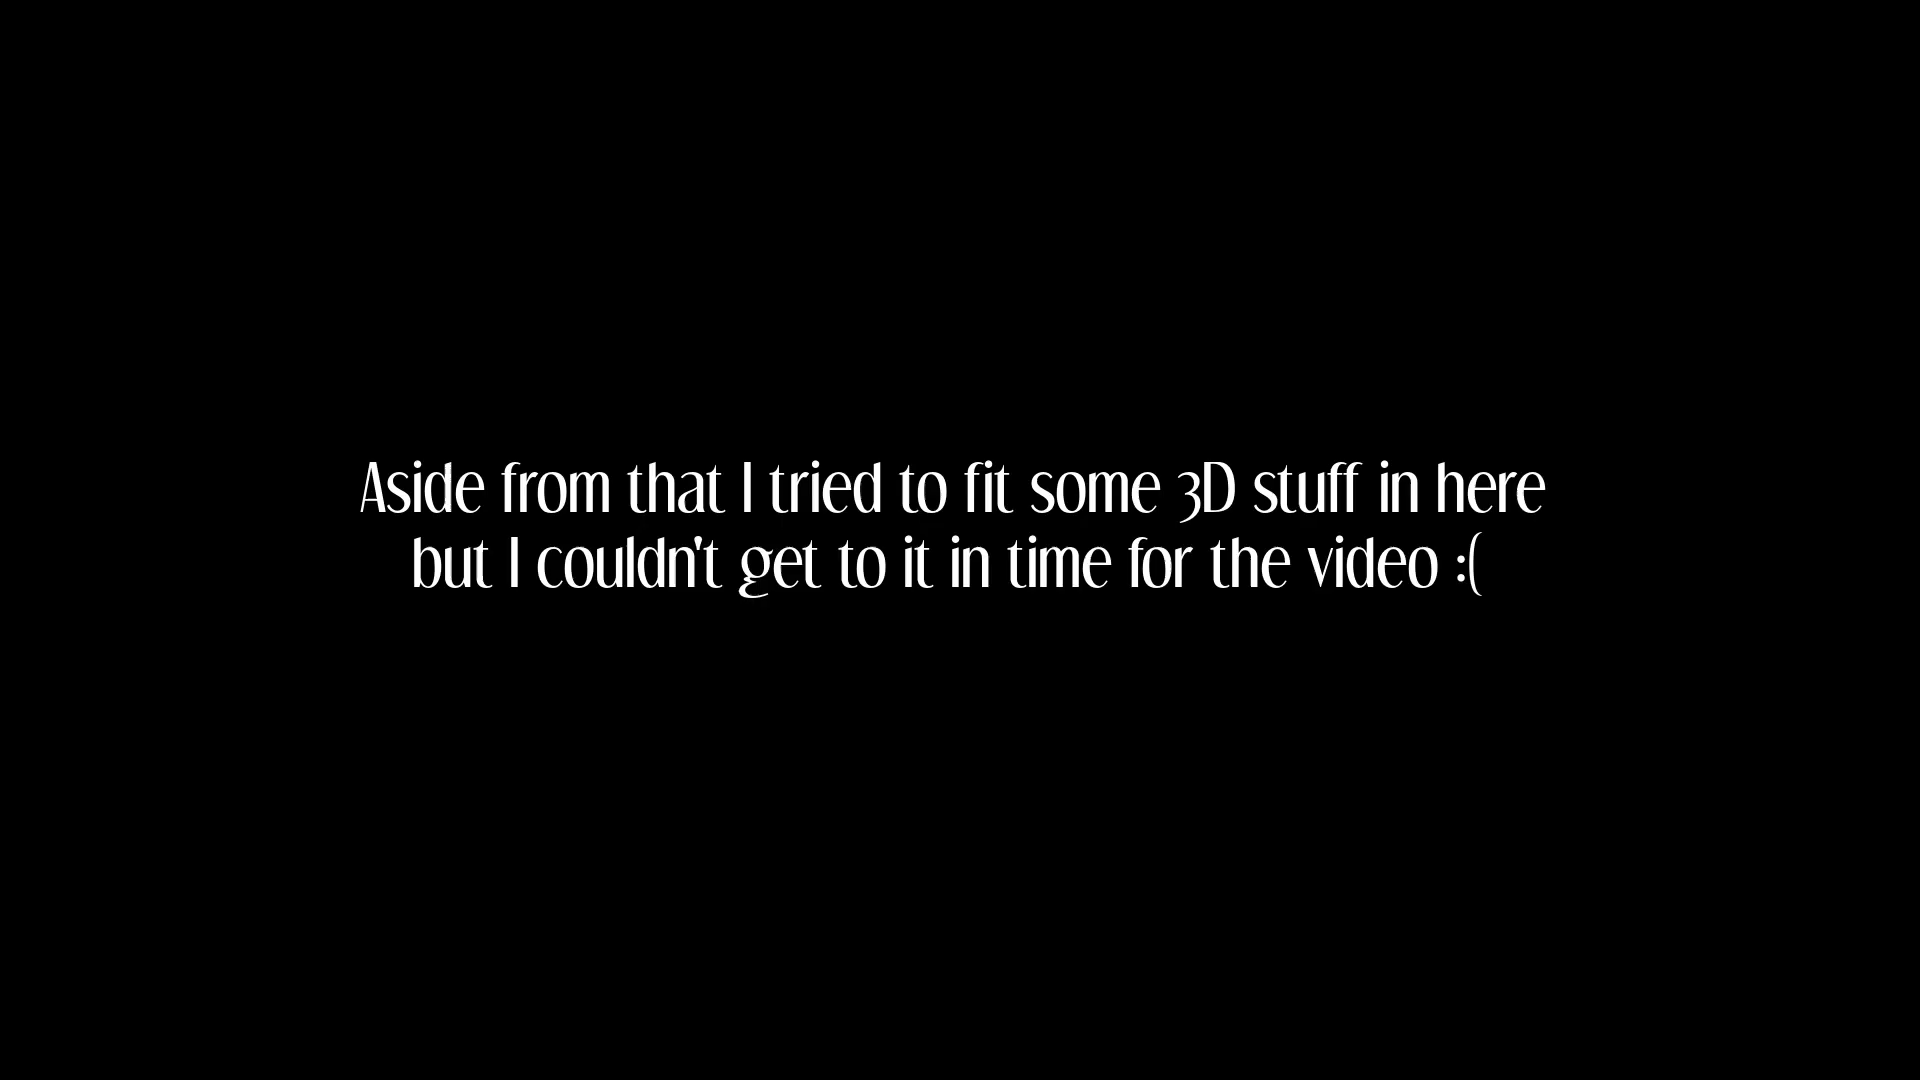 Aside from that I tried to fit some 3D stuff in here
but I couldn't get to it in time for the video :(